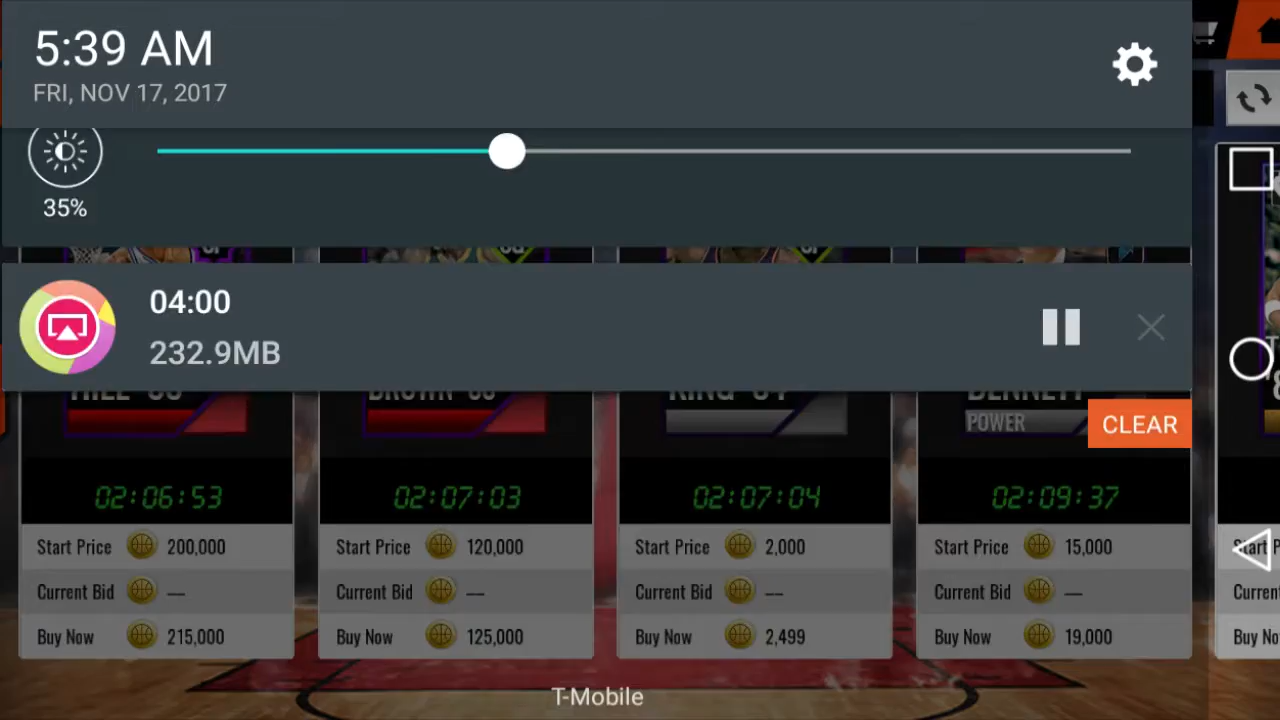 5:39 AM
FRI, NOV 17, 2017
35%
04:00
232.9MB
BENNETT
POWER
CLEAR
02:06:53 02:07:03 02:07:04 02:09:37
Start Price 200,000 Start Price 120,000 Start Price 2,000 Start Price 15,000 Start
Current Bid — Current Bid — Current Bid — Current Bid —
Buy Now 215,000 Buy Now 125,000 Buy Now 2,499 Buy Now 19,000
T-Mobile